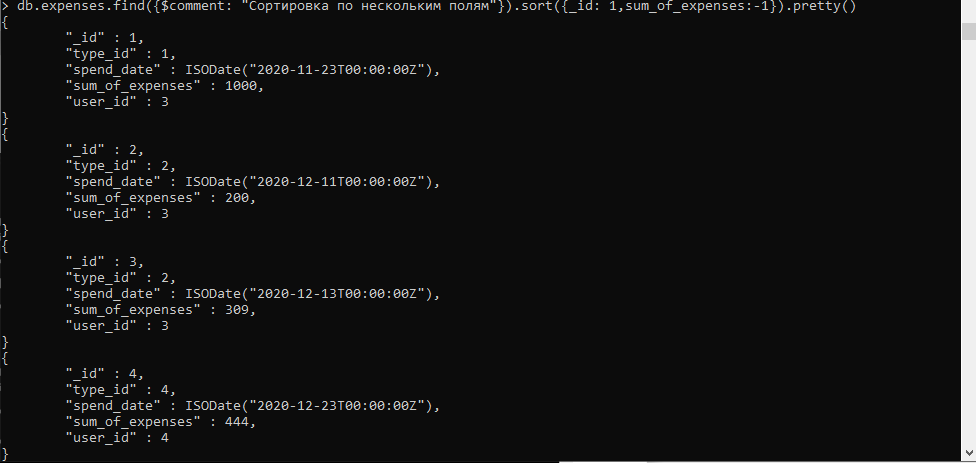 > db.expenses.find({$comment: "Сортировка по нескольким полям"}).sort({_id: 1,sum_of_expenses:-1}).pretty()
{
        "_id" : 1,
        "type_id" : 1,
        "spend_date" : ISODate("2020-11-23T00:00:00Z"),
        "sum_of_expenses" : 1000,
        "user_id" : 3
}
{
        "_id" : 2,
        "type_id" : 2,
        "spend_date" : ISODate("2020-12-11T00:00:00Z"),
        "sum_of_expenses" : 200,
        "user_id" : 3
}
{
        "_id" : 3,
        "type_id" : 2,
        "spend_date" : ISODate("2020-12-13T00:00:00Z"),
        "sum_of_expenses" : 309,
        "user_id" : 3
}
{
        "_id" : 4,
        "type_id" : 4,
        "spend_date" : ISODate("2020-12-23T00:00:00Z"),
        "sum_of_expenses" : 444,
        "user_id" : 4
}